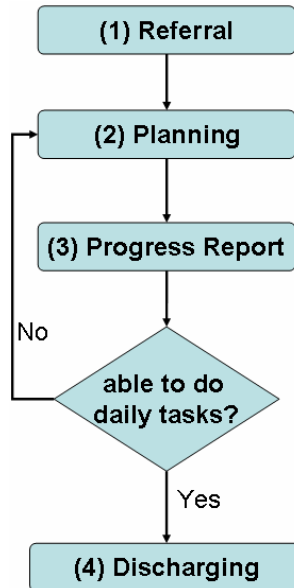 (1) Referral
(2) Planning
(3) Progress Report
No
able to do
daily tasks?
Yes
(4) Discharging